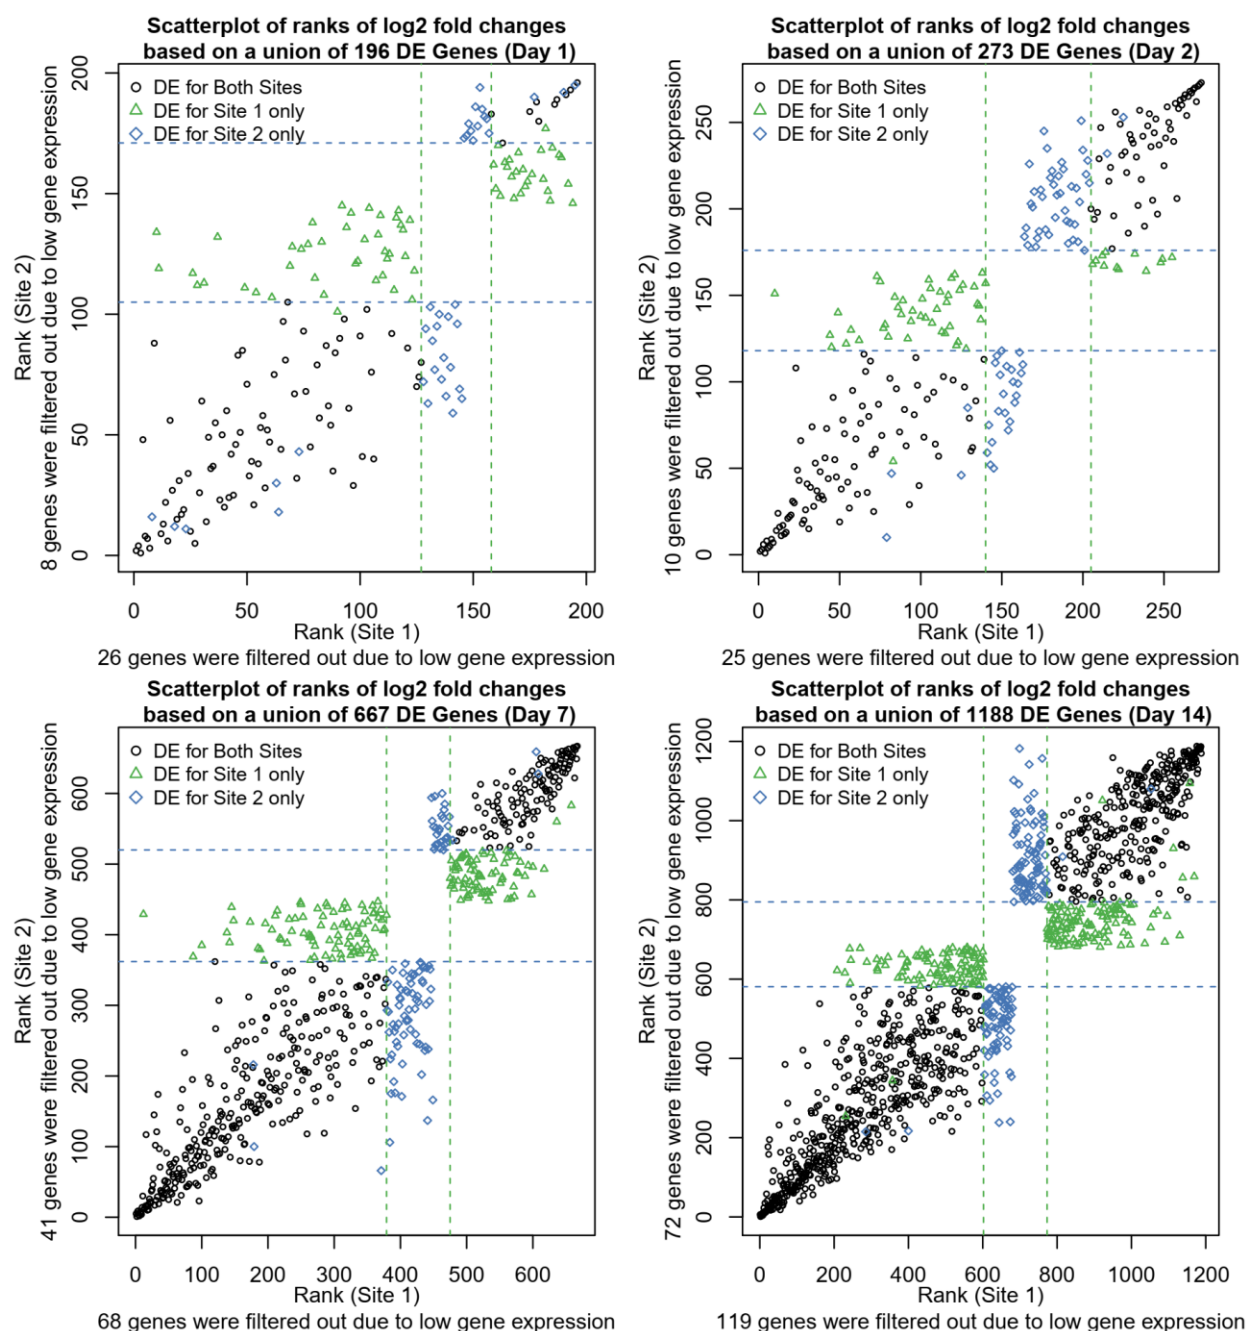 Scatterplot of ranks of log2 fold changes
based on a union of 196 DE Genes (Day 1)
8 genes were filtered out due to low gene expression
Rank (Site 2)
200
150
100
50
0
DE for Both Sites
DE for Site 1 only
DE for Site 2 only
0 50 100 150 200
Rank (Site 1)
26 genes were filtered out due to low gene expression
Scatterplot of ranks of log2 fold changes
based on a union of 273 DE Genes (Day 2)
10 genes were filtered out due to low gene expression
Rank (Site 2)
250
200
150
100
50
0
DE for Both Sites
DE for Site 1 only
DE for Site 2 only
0 50 100 150 200 250
Rank (Site 1)
25 genes were filtered out due to low gene expression
Scatterplot of ranks of log2 fold changes
based on a union of 667 DE Genes (Day 7)
41 genes were filtered out due to low gene expression
Rank (Site 2)
600
500
400
300
200
100
0
DE for Both Sites
DE for Site 1 only
DE for Site 2 only
0 100 200 300 400 500 600
Rank (Site 1)
68 genes were filtered out due to low gene expression
Scatterplot of ranks of log2 fold changes
based on a union of 1188 DE Genes (Day 14)
72 genes were filtered out due to low gene expression
Rank (Site 2)
1200
1000
800
600
400
200
0
DE for Both Sites
DE for Site 1 only
DE for Site 2 only
0 200 400 600 800 1000 1200
Rank (Site 1)
119 genes were filtered out due to low gene expression